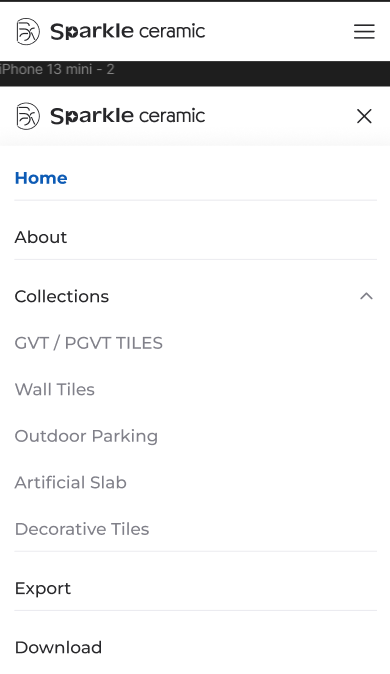 Sparkle ceramic
iPhone 13 mini - 2
Sparkle ceramic
Home
About
Collections
GVT / PGVT TILES
Wall Tiles
Outdoor Parking
Artificial Slab
Decorative Tiles
Export
Download